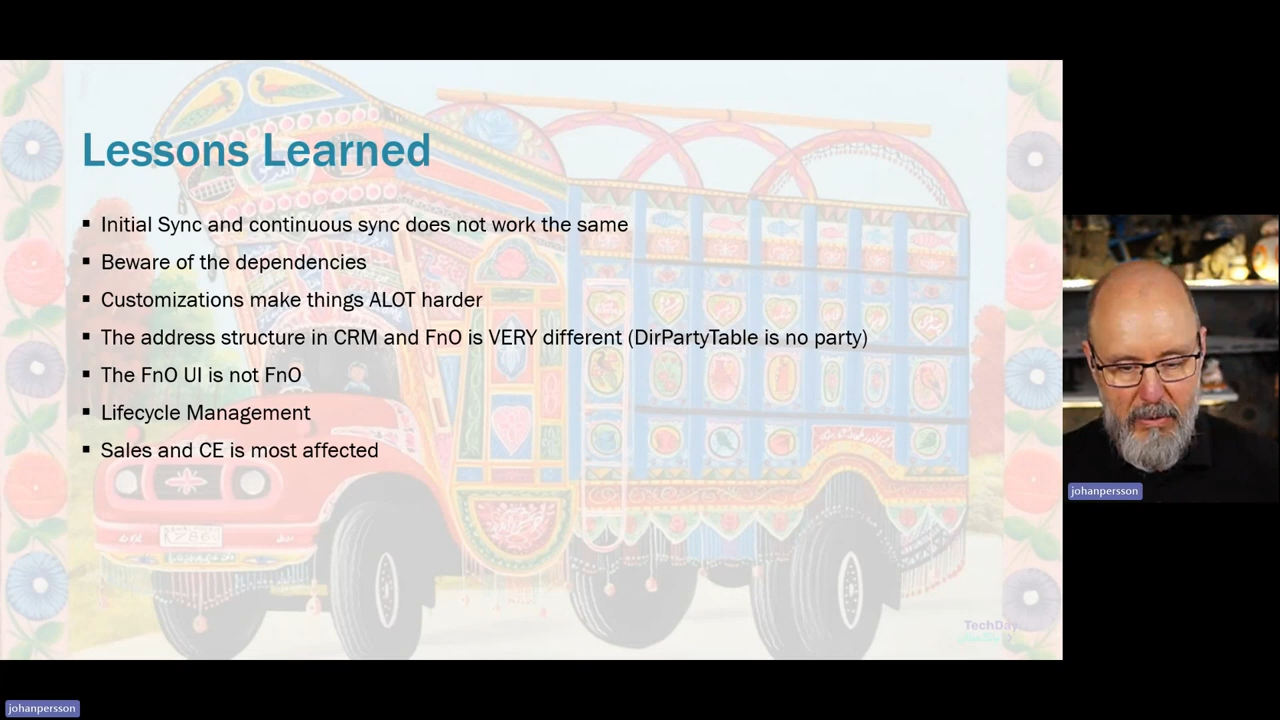 Lessons Learned
Initial Sync and continuous sync does not work the same
Beware of the dependencies
Customizations make things ALOT harder
The address structure in CRM and FnO is VERY different (DirPartyTable is no party)
The FnO UI is not FnO
Lifecycle Management
Sales and CE is most affected
TechDay
johanpersson
johanpersson